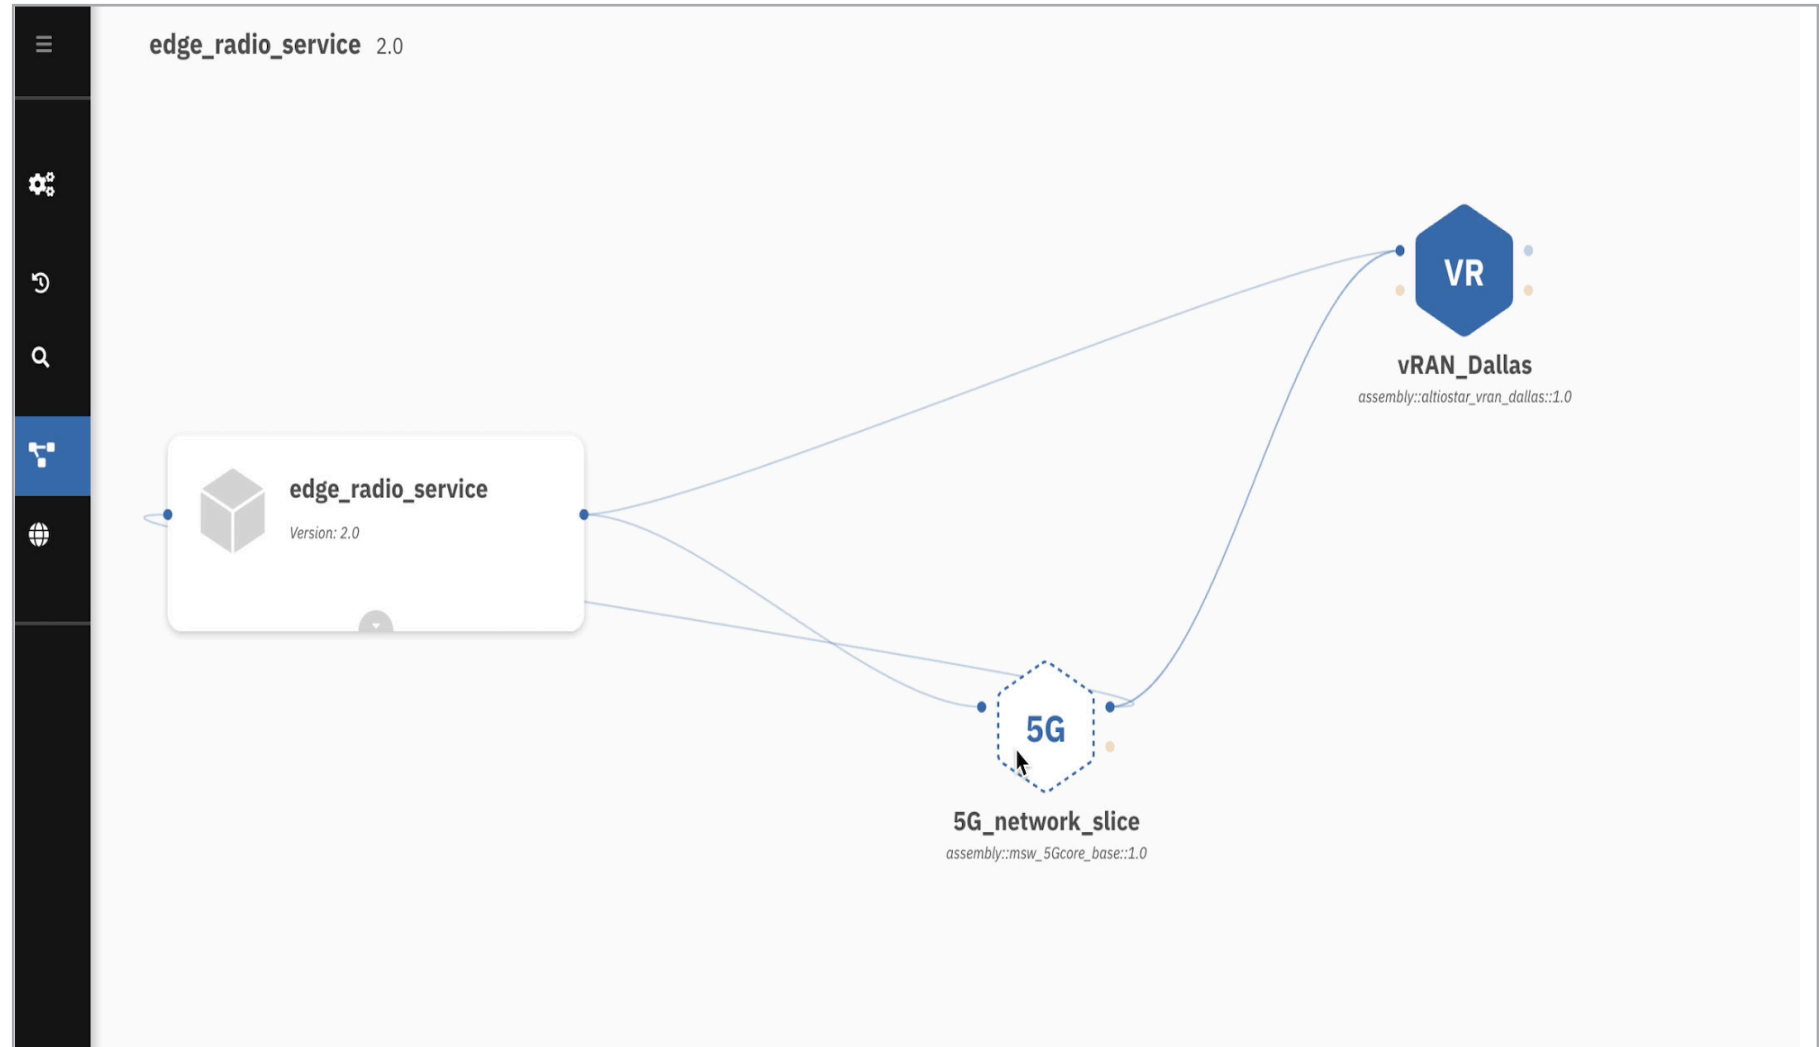 edge_radio_service 2.0
VR
vRAN_Dallas
assembly::altiostar_vran_dallas::1.0
edge_radio_service
Version: 2.0
5G
5G_network_slice
assembly::msw_5Gcore_base::1.0